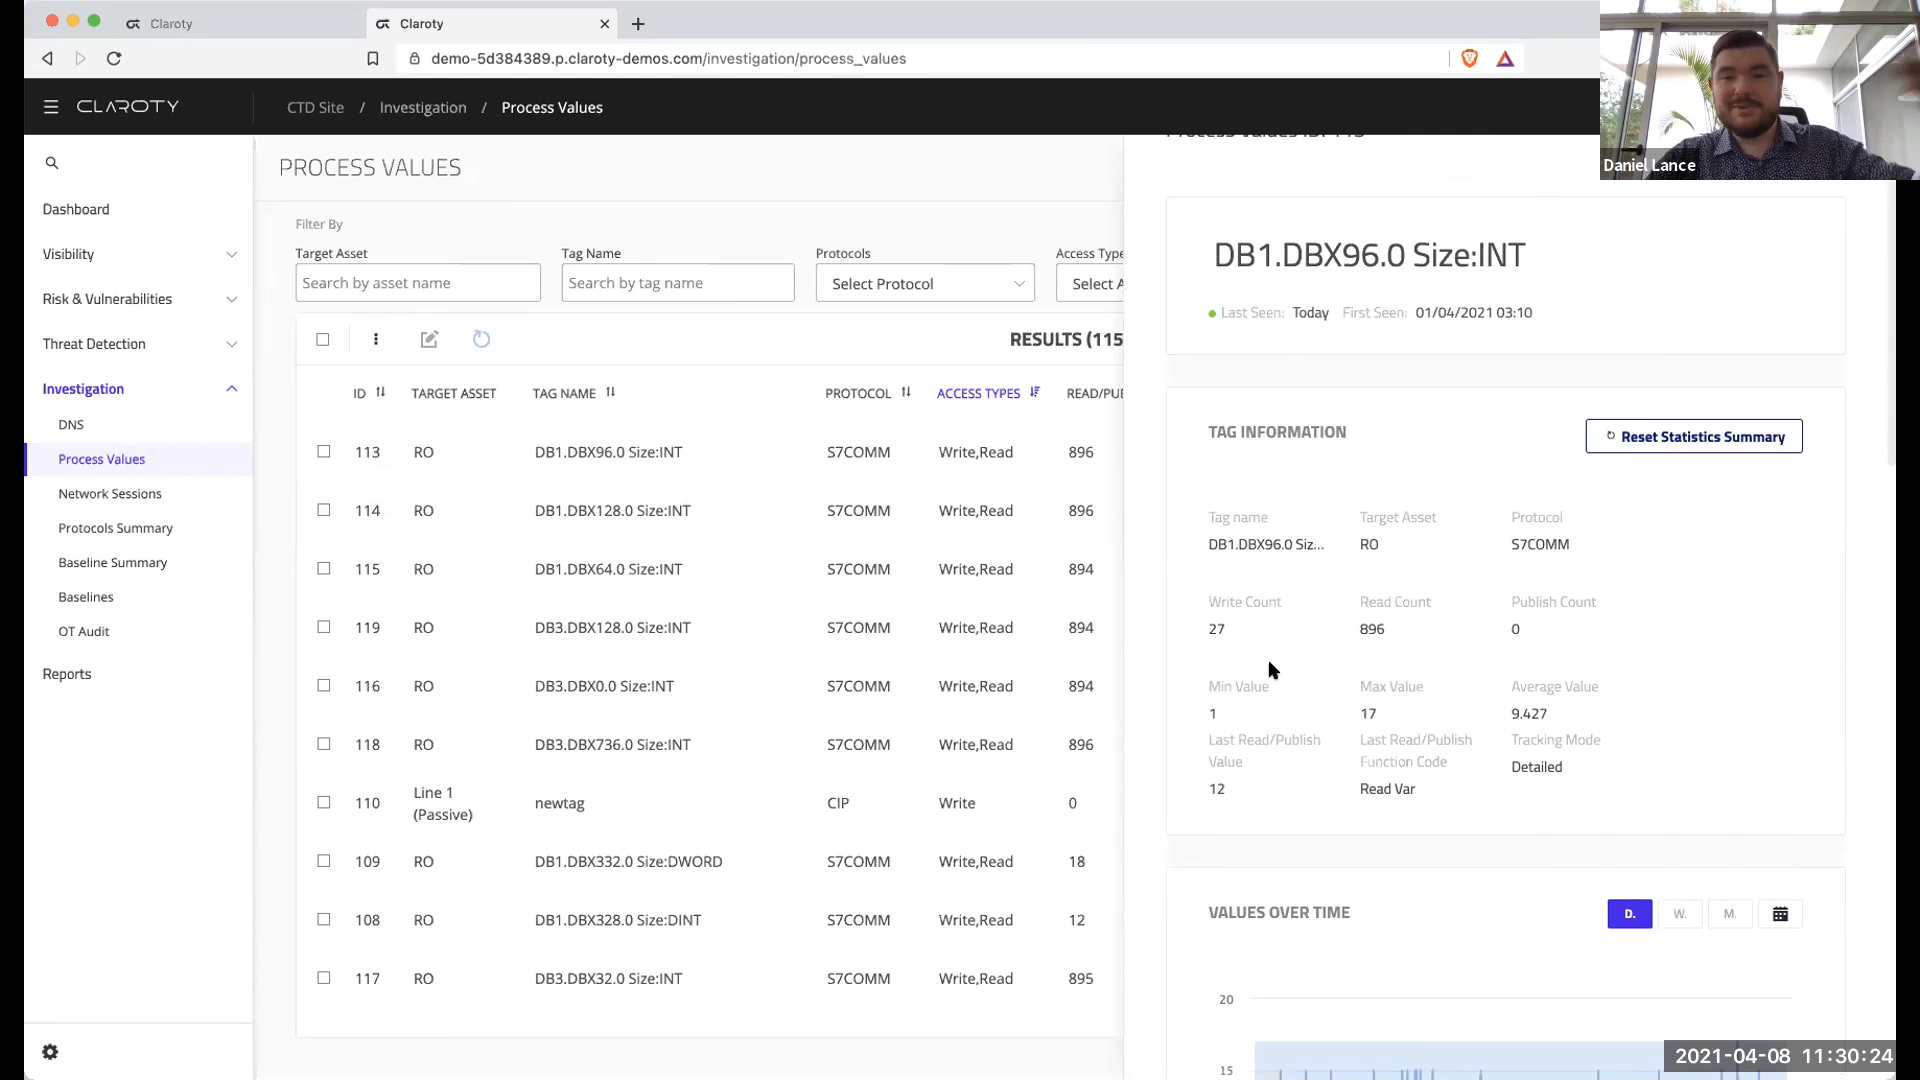 Claroty
Claroty
demo-5d384389.p.claroty-demos.com/investigation/process_values
CLAROTY
CTD Site / Investigation / Process Values
Daniel Lance
Dashboard
Visibility
Risk & Vulnerabilities
Threat Detection
Investigation
DNS
Process Values
Network Sessions
Protocols Summary
Baseline Summary
Baselines
OT Audit
Reports
PROCESS VALUES
Filter By
Target Asset Tag Name Protocols Access Type
Search by asset name Search by tag name Select Protocol Select A
RESULTS (115
ID TARGET ASSET TAG NAME PROTOCOL ACCESS TYPES READ/PU
113 RO DB1.DBX96.0 Size:INT S7COMM Write,Read 896
114 RO DB1.DBX128.0 Size:INT S7COMM Write,Read 896
115 RO DB1.DBX64.0 Size:INT S7COMM Write,Read 894
119 RO DB3.DBX128.0 Size:INT S7COMM Write,Read 894
116 RO DB3.DBX0.0 Size:INT S7COMM Write,Read 894
118 RO DB3.DBX736.0 Size:INT S7COMM Write,Read 896
110 Line 1 (Passive) newtag CIP Write 0
109 RO DB1.DBX332.0 Size:DWORD S7COMM Write,Read 18
108 RO DB1.DBX328.0 Size:DINT S7COMM Write,Read 12
117 RO DB3.DBX32.0 Size:INT S7COMM Write,Read 895
DB1.DBX96.0 Size:INT
Last Seen: Today First Seen: 01/04/2021 03:10
TAG INFORMATION
Reset Statistics Summary
Tag name Target Asset Protocol
DB1.DBX96.0 Siz... RO S7COMM
Write Count Read Count Publish Count
27 896 0
Min Value Max Value Average Value
1 17 9.427
Last Read/Publish Value Last Read/Publish Function Code Tracking Mode
12 Read Var Detailed
VALUES OVER TIME
D. W. M.
20
15
2021-04-08 11:30:24